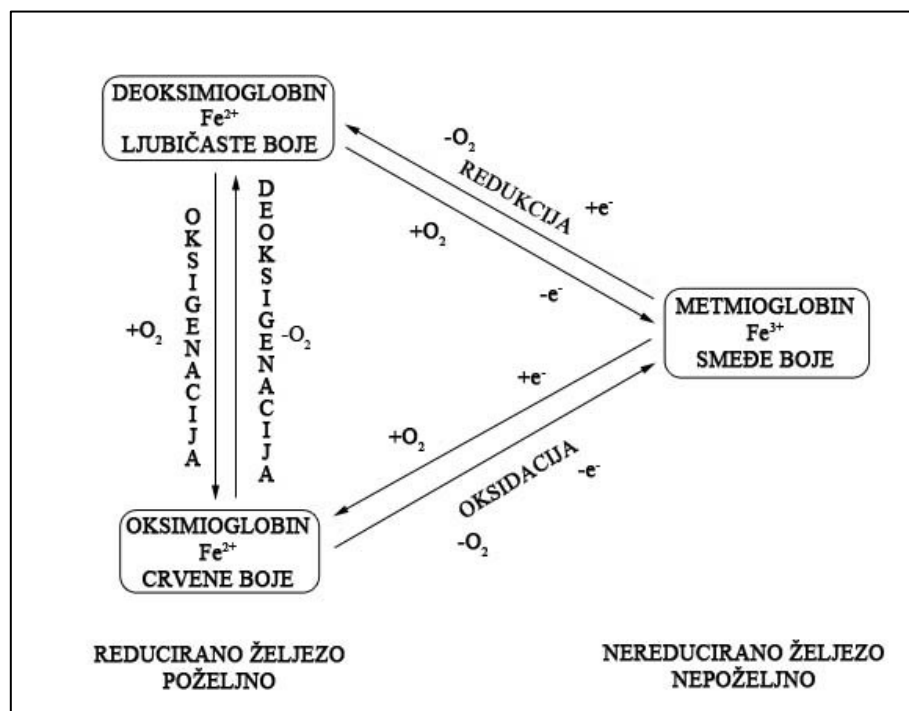 DEOKSIMIOGLOBIN
Fe²⁺
LJUBIČASTE BOJE
-O₂
REDUKCIJA
+e⁻
+O₂
-e⁻
OKSIGENACIJA
DEOKSIGENACIJA
+O₂
-O₂
METMIOGLOBIN
Fe³⁺
SMEĐE BOJE
+e⁻
+O₂
OKSIDACIJA
-e⁻
-O₂
OKSIMIOGLOBIN
Fe²⁺
CRVENE BOJE
REDUCIRANO ŽELJEZO
POŽELJNO
NEREDUCIRANO ŽELJEZO
NEPOŽELJNO